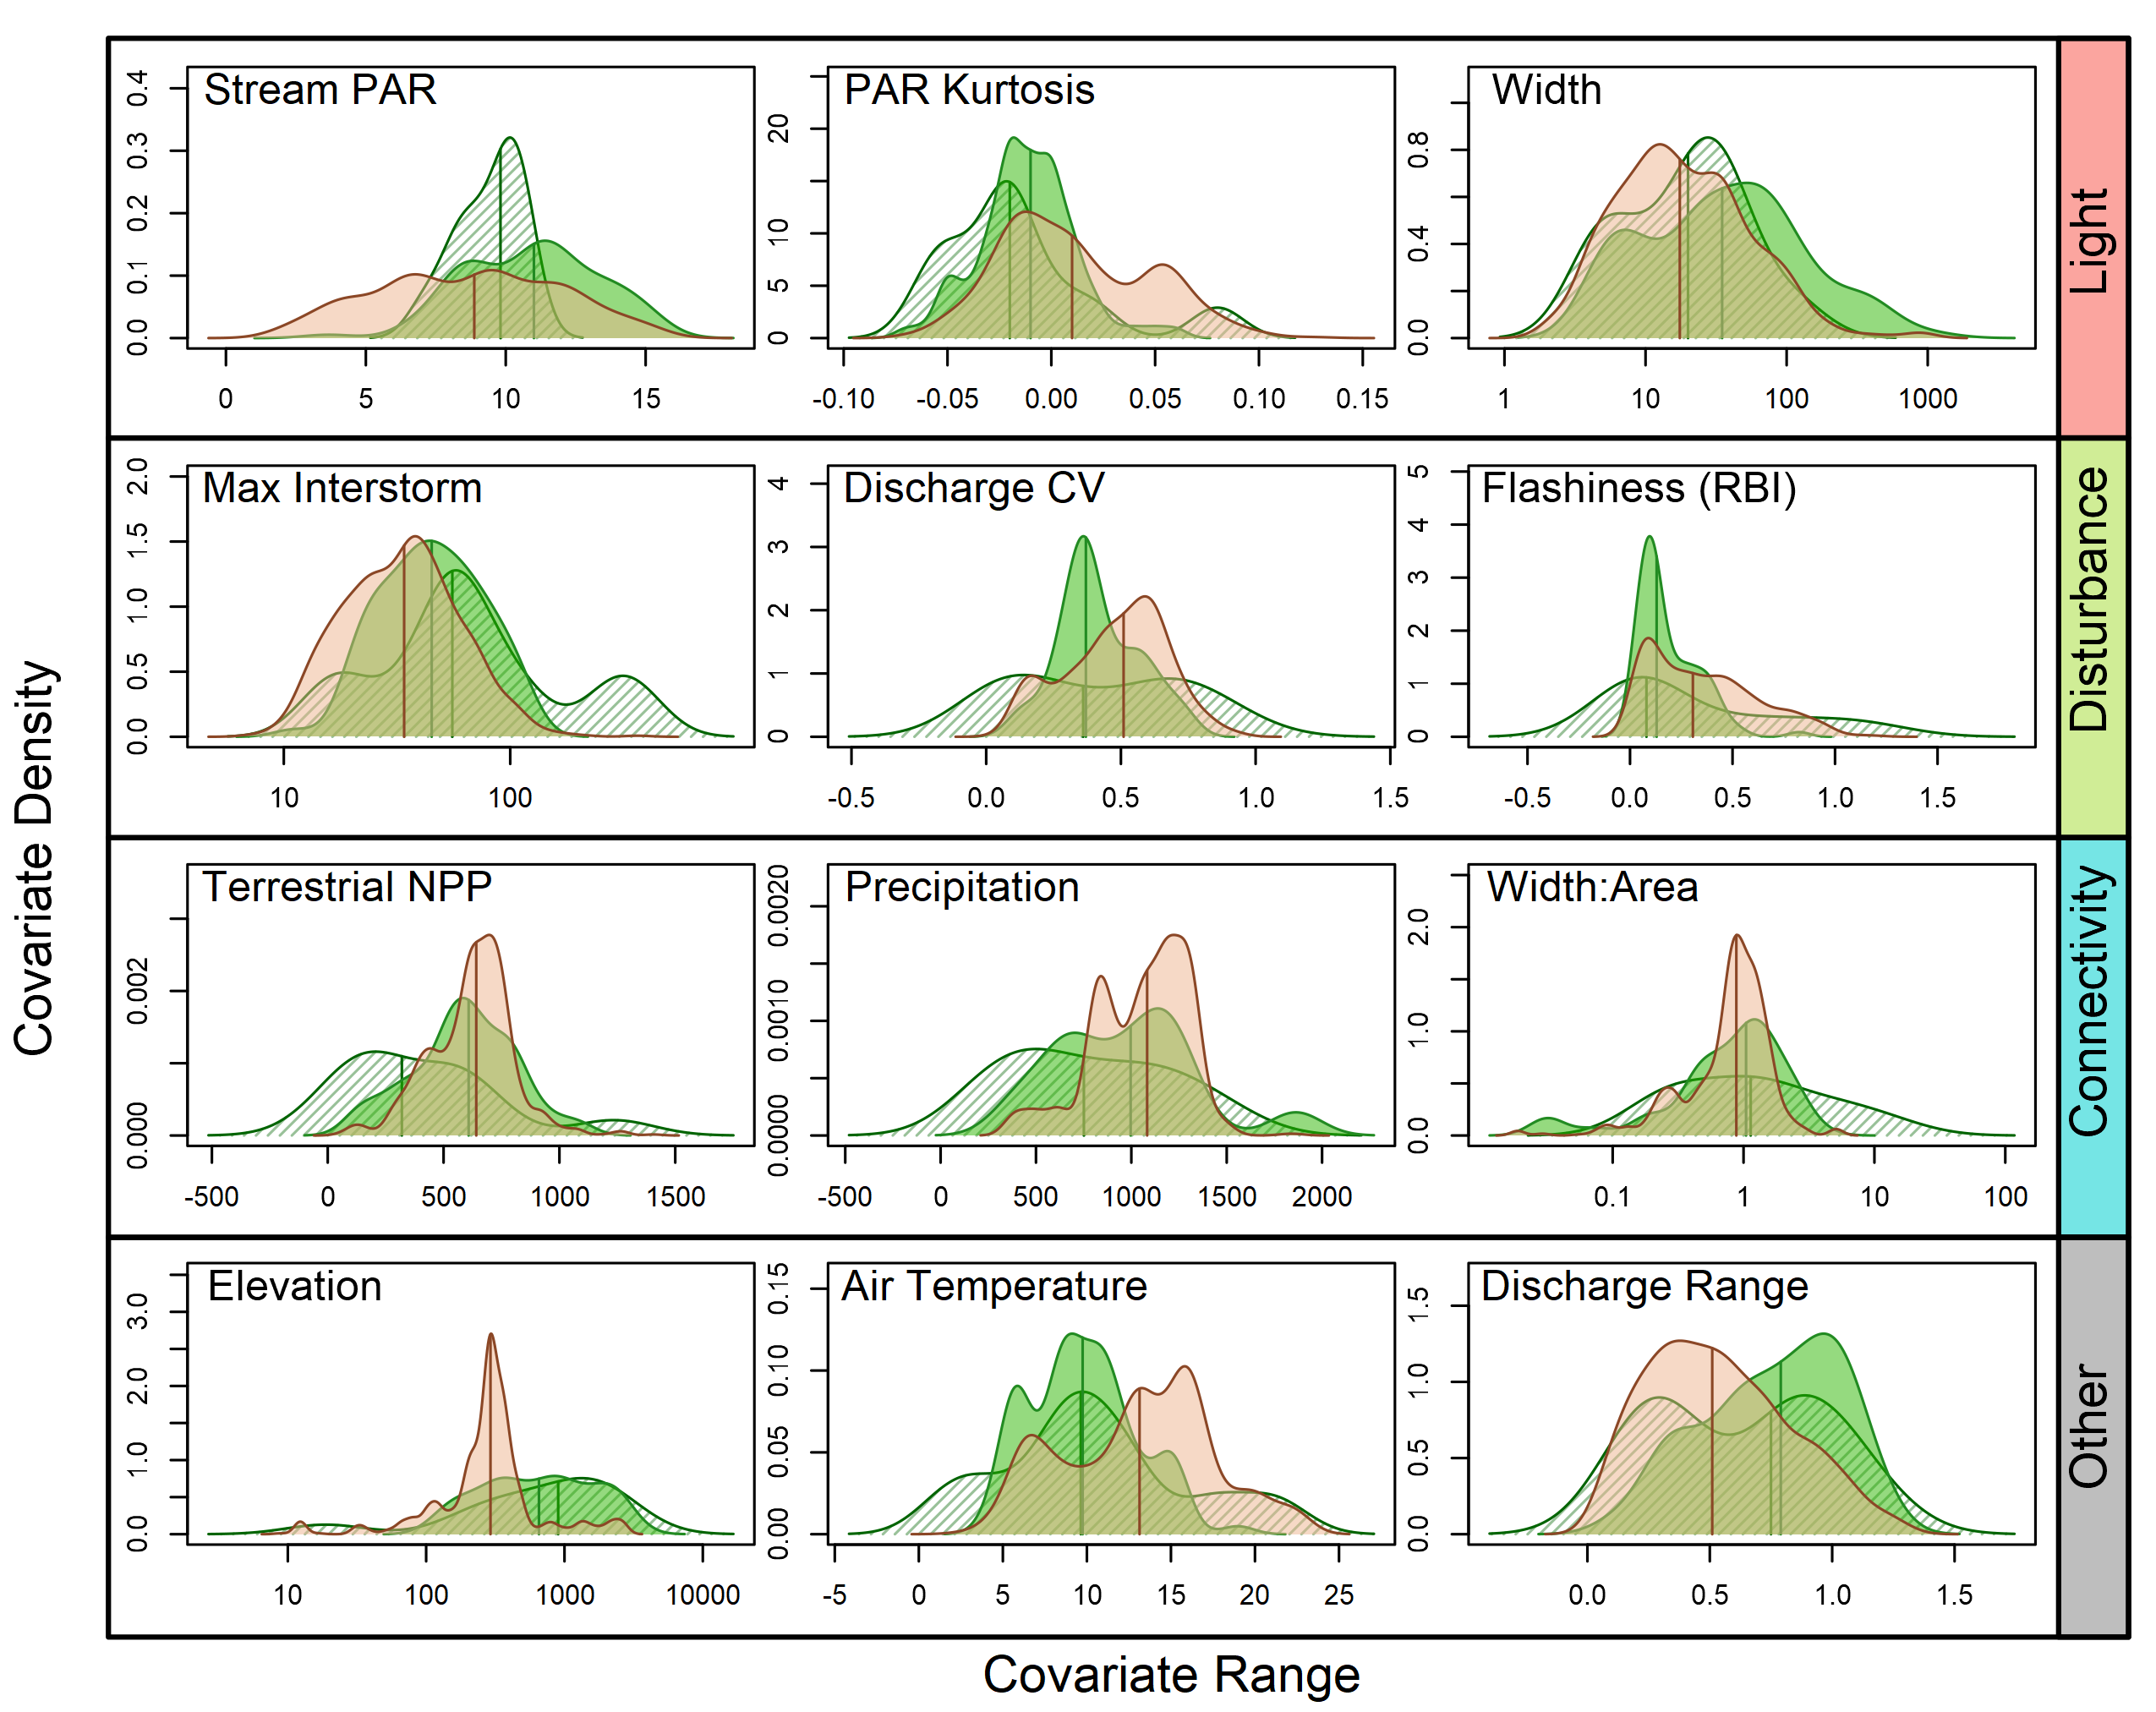 Covariate Density
Stream PAR
0.0 0.1 0.2 0.3 0.4
0 5 10 15
PAR Kurtosis
0 5 10 20
-0.10 -0.05 0.00 0.05 0.10 0.15
Width
0.0 0.4 0.8
1 10 100 1000
Light
Max Interstorm
0.0 0.5 1.0 1.5 2.0
10 100
Discharge CV
0 1 2 3 4
-0.5 0.0 0.5 1.0 1.5
Flashiness (RBI)
0 1 2 3 4 5
-0.5 0.0 0.5 1.0 1.5
Disturbance
Terrestrial NPP
0.000 0.002
-500 0 500 1000 1500
Precipitation
0.0000 0.0010 0.0020
-500 0 500 1000 1500 2000
Width:Area
0.0 1.0 2.0
0.1 1 10 100
Connectivity
Elevation
0.0 1.0 2.0 3.0
10 100 1000 10000
Air Temperature
0.00 0.05 0.10 0.15
-5 0 5 10 15 20 25
Discharge Range
0.0 0.5 1.0 1.5
0.0 0.5 1.0 1.5
Other
Covariate Range